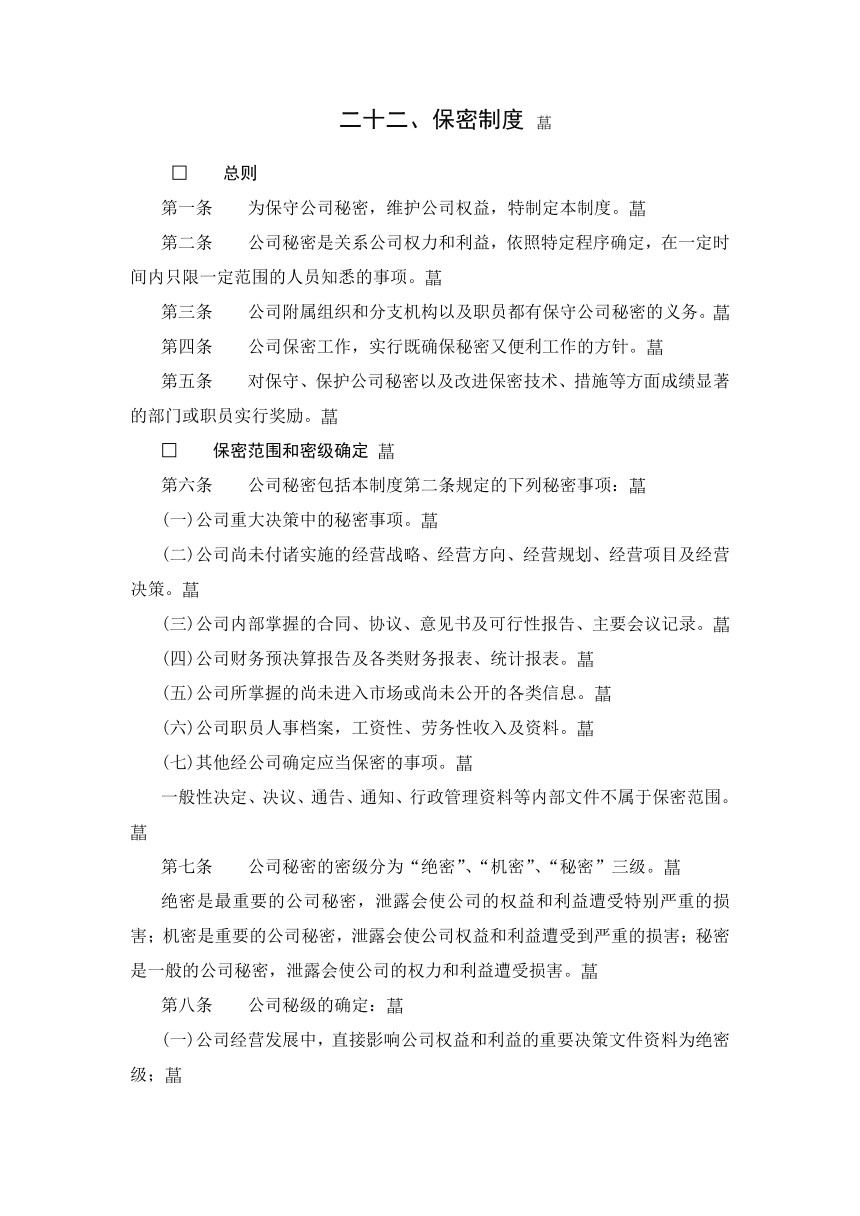 二十二、保密制度 菖
□ 总则
第一条 为保守公司秘密，维护公司权益，特制定本制度。菖
第二条 公司秘密是关系公司权力和利益，依照特定程序确定，在一定时
间内只限一定范围的人员知悉的事项。菖
第三条 公司附属组织和分支机构以及职员都有保守公司秘密的义务。菖
第四条 公司保密工作，实行既确保秘密又便利工作的方针。菖
第五条 对保守、保护公司秘密以及改进保密技术、措施等方面成绩显著
的部门或职员实行奖励。菖
□ 保密范围和密级确定 菖
第六条 公司秘密包括本制度第二条规定的下列秘密事项：菖
(一)公司重大决策中的秘密事项。菖
(二)公司尚未付诸实施的经营战略、经营方向、经营规划、经营项目及经营
决策。菖
(三)公司内部掌握的合同、协议、意见书及可行性报告、主要会议记录。菖
(四)公司财务预决算报告及各类财务报表、统计报表。菖
(五)公司所掌握的尚未进入市场或尚未公开的各类信息。菖
(六)公司职员人事档案，工资性、劳务性收入及资料。菖
(七)其他经公司确定应当保密的事项。菖
一般性决定、决议、通告、通知、行政管理资料等内部文件不属于保密范围。
菖
第七条 公司秘密的密级分为“绝密”、“机密”、“秘密”三级。菖
绝密是最重要的公司秘密，泄露会使公司的权益和利益遭受特别严重的损
害；机密是重要的公司秘密，泄露会使公司权益和利益遭受到严重的损害；秘密
是一般的公司秘密，泄露会使公司的权力和利益遭受损害。菖
第八条 公司秘级的确定：菖
(一)公司经营发展中，直接影响公司权益和利益的重要决策文件资料为绝密
级；菖